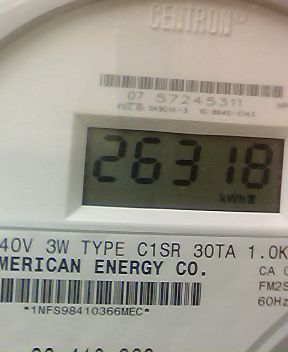 CENTRON®
07 57245311
26318
kWh
40V 3W TYPE C1SR 30TA 1.0K
MERICAN ENERGY CO.
CA 0
FM2S
60Hz
*1NFS98410366MEC*